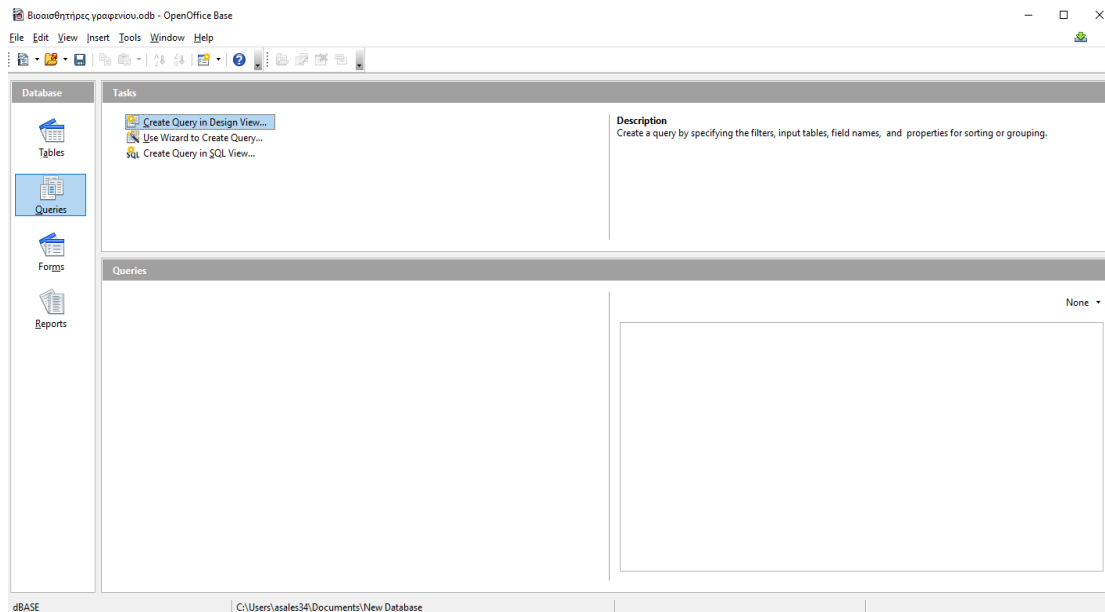 Βιοαισθητήρες γραφενίου.odb - OpenOffice Base
File Edit View Insert Tools Window Help
Database
Tables
Queries
Forms
Reports
Tasks
Create Query in Design View...
Use Wizard to Create Query...
SQL Create Query in SQL View...
Description
Create a query by specifying the filters, input tables, field names, and properties for sorting or grouping.
Queries
None
dBASE
C:\Users\asales34\Documents\New Database